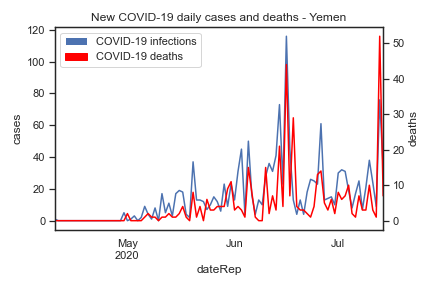 New COVID-19 daily cases and deaths - Yemen
COVID-19 infections
COVID-19 deaths
120
100
80
60
40
20
0
cases
50
40
30
20
10
0
deaths
May
2020
Jun
Jul
dateRep